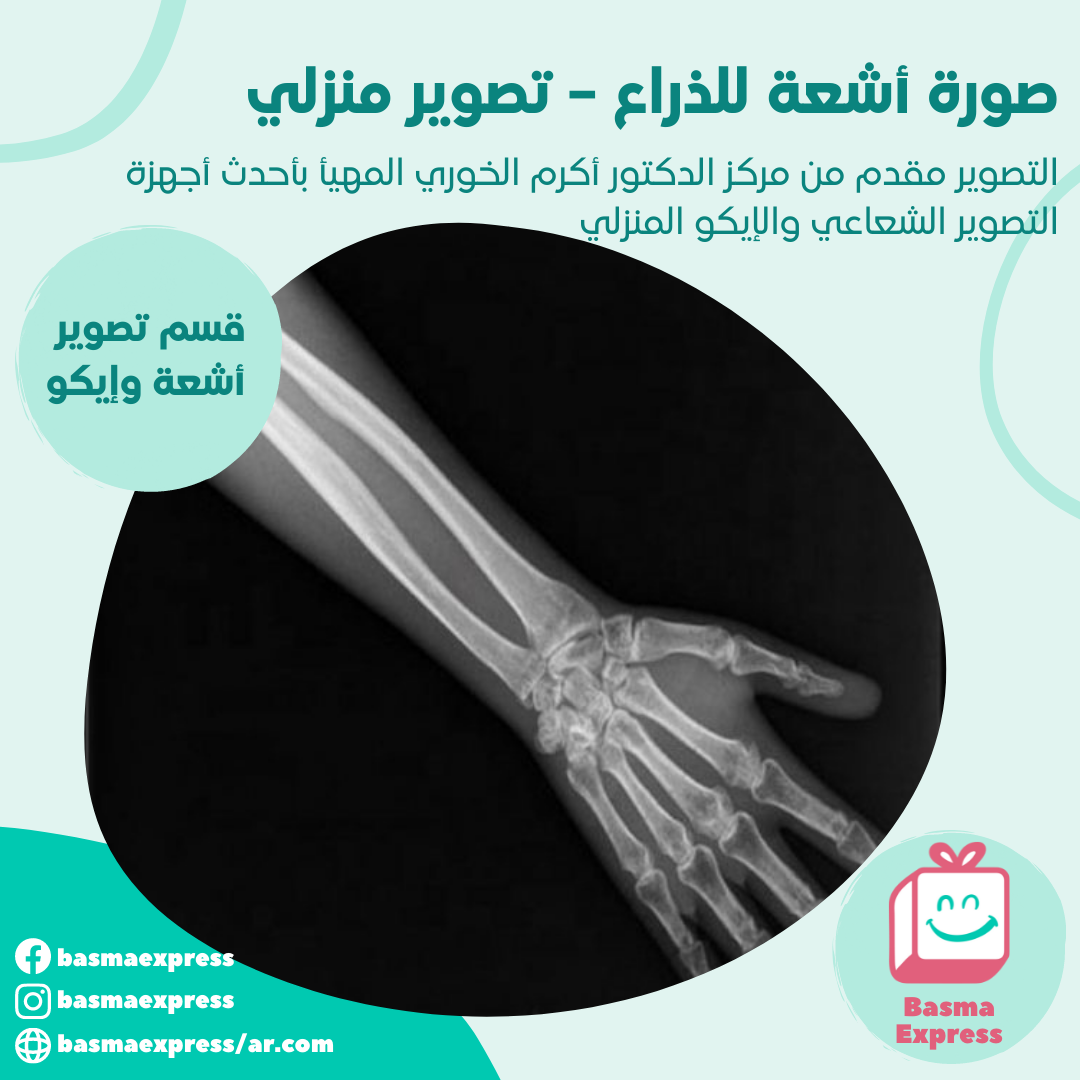 صورة أشعة للذراع - تصوير منزلي
التصوير مقدم من مركز الدكتور أكرم الخوري المهيأ بأحدث أجهزة
التصوير الشعاعي والإيكو المنزلي
قسم تصوير
أشعة وإيكو
basmaexpress
basmaexpress
basmaexpress/ar.com
Basma
Express